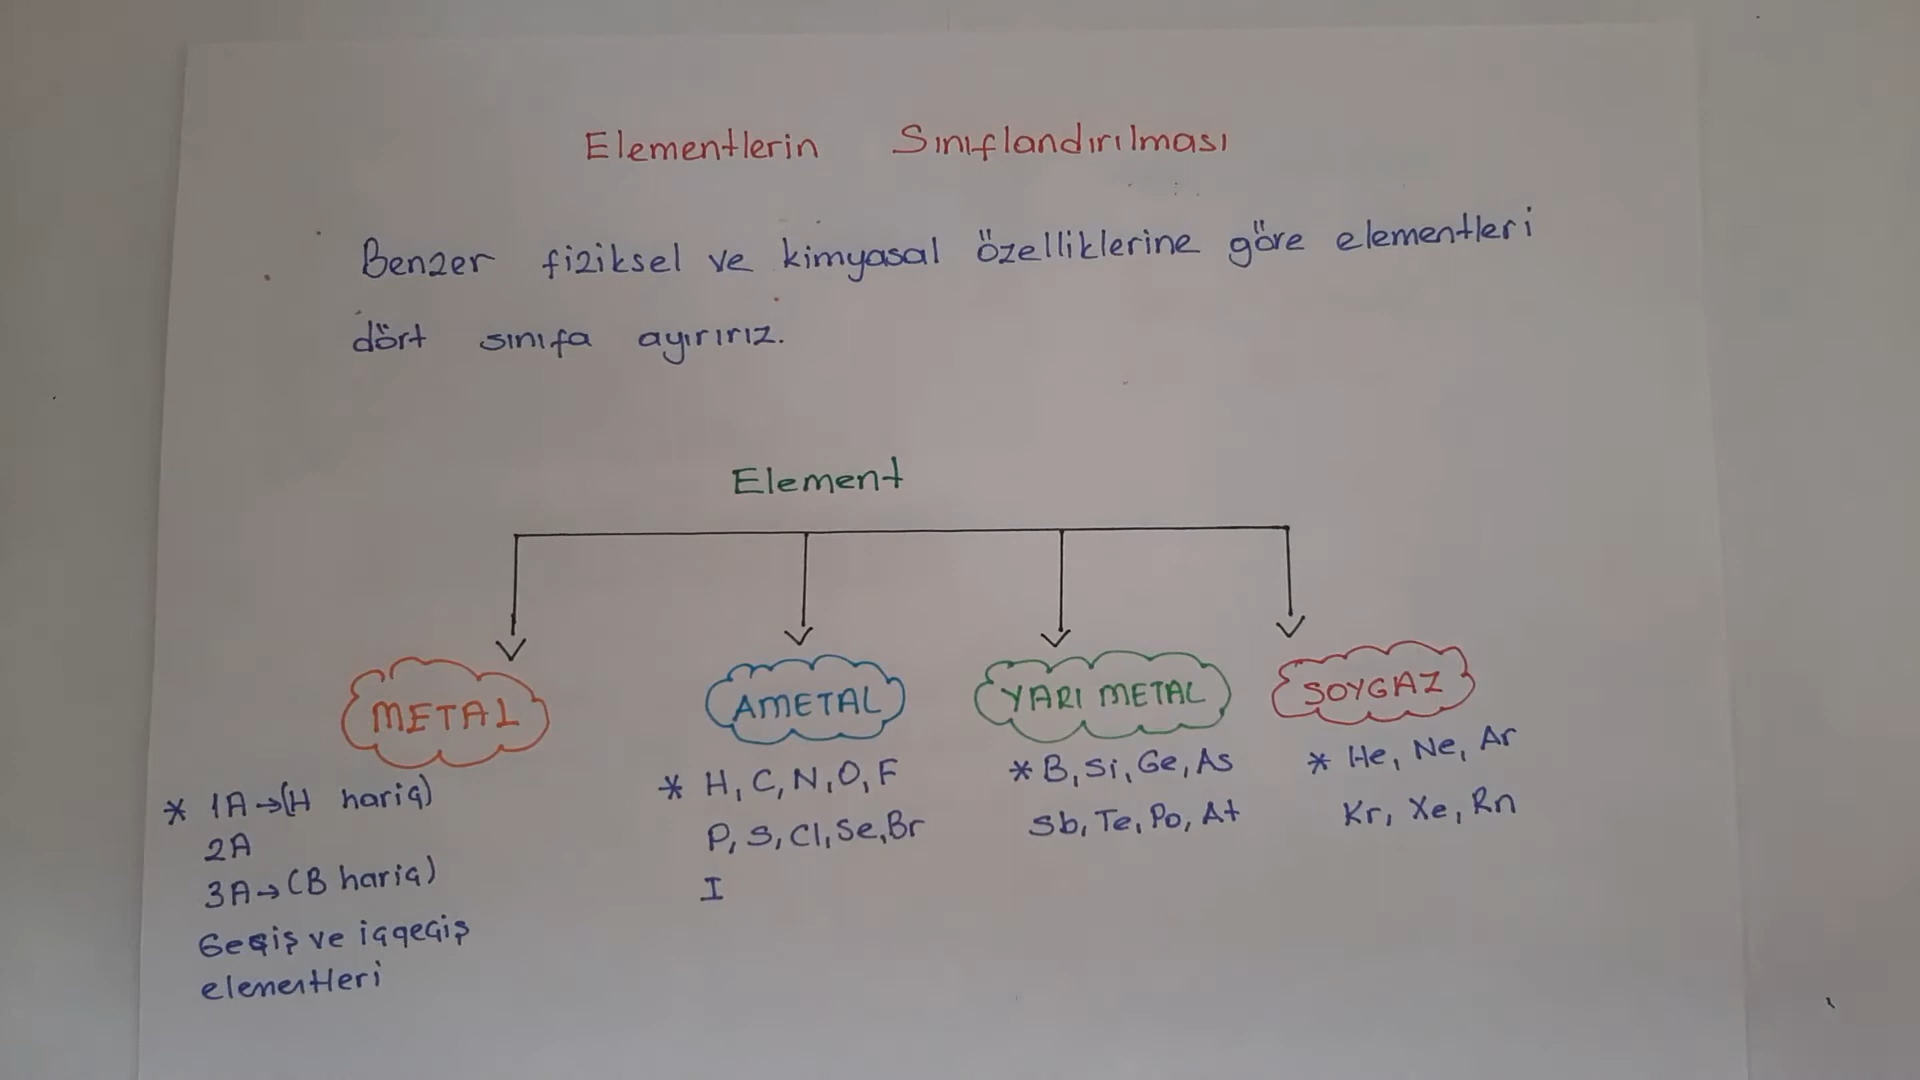 Elementlerin Sınıflandırılması
Benzer fiziksel ve kimyasal özelliklerine göre elementleri
dört sınıfa ayırırız.
Element
METAL
* 1A→(H hariç)
2A
3A→(B hariç)
Geçiş ve içgeçiş
elementleri
AMETAL
* H, C, N, O, F
P, S, Cl, Se, Br
I
YARI METAL
* B, Si, Ge, As
Sb, Te, Po, At
SOYGAZ
* He, Ne, Ar
Kr, Xe, Rn